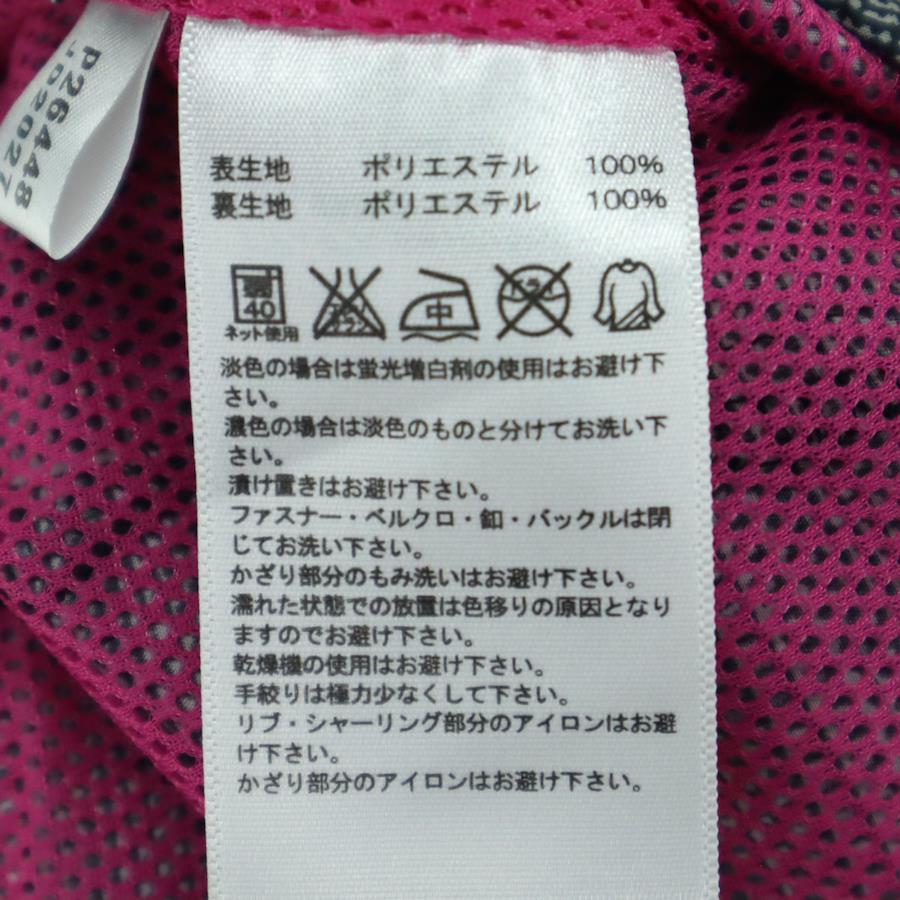 P26448
J02027
表生地 ポリエステル 100%
裏生地 ポリエステル 100%
40 エンソ サラシ 中 ドライ
ネット使用
淡色の場合は蛍光増白剤の使用はお避け下
さい。
濃色の場合は淡色のものと分けてお洗い下
さい。
漬け置きはお避け下さい。
ファスナー・ベルクロ・釦・バックルは閉
じてお洗い下さい。
かざり部分のもみ洗いはお避け下さい。
濡れた状態での放置は色移りの原因となり
ますのでお避け下さい。
乾燥機の使用はお避け下さい。
手絞りは極力少なくして下さい。
リブ・シャーリング部分のアイロンはお避
け下さい。
かざり部分のアイロンはお避け下さい。